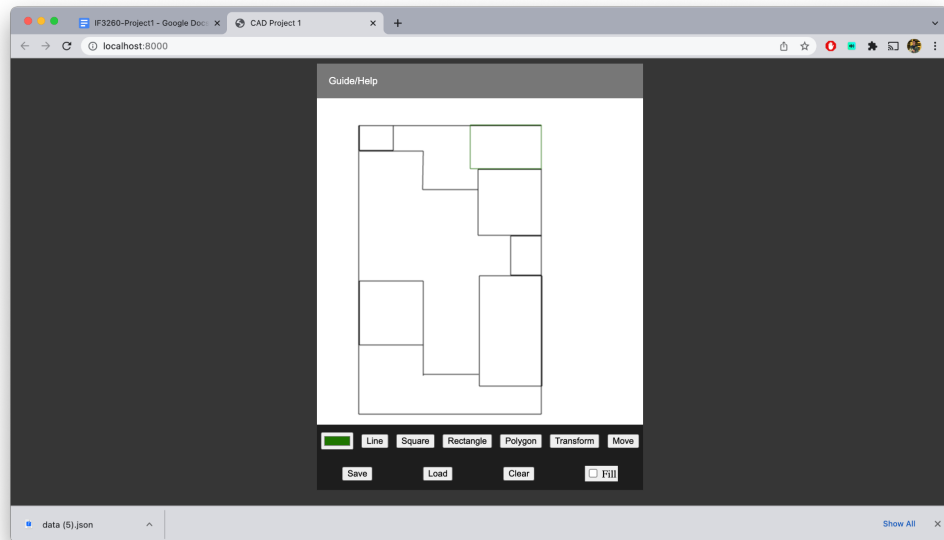 IF3260-Project1 - Google Doc
CAD Project 1
localhost:8000
Guide/Help
Line Square Rectangle Polygon Transform Move
Save Load Clear Fill
data (5).json
Show All